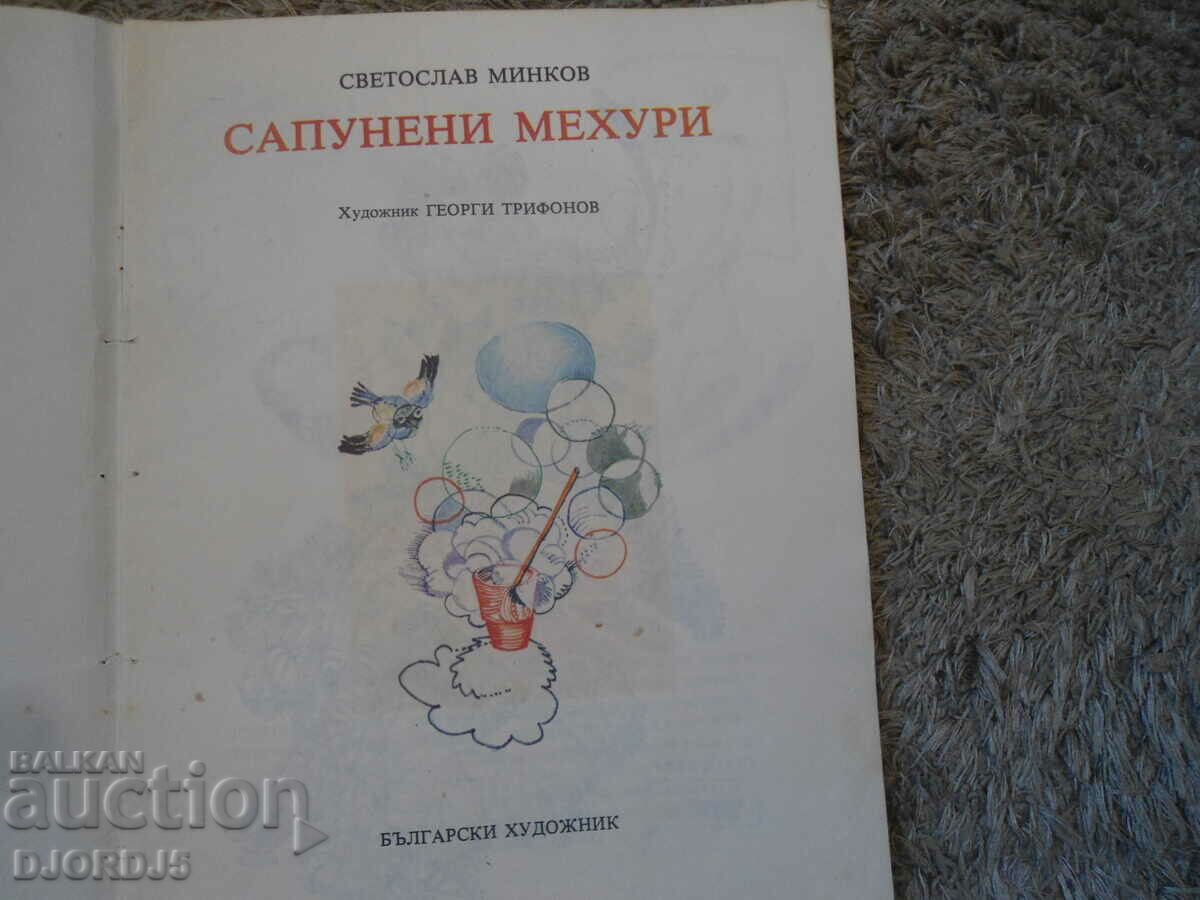 СВЕТОСЛАВ МИНКОВ
САПУНЕНИ МЕХУРИ
Художник ГЕОРГИ ТРИФОНОВ
БЪЛГАРСКИ ХУДОЖНИК
BALKAN
auction
DJORDJ5